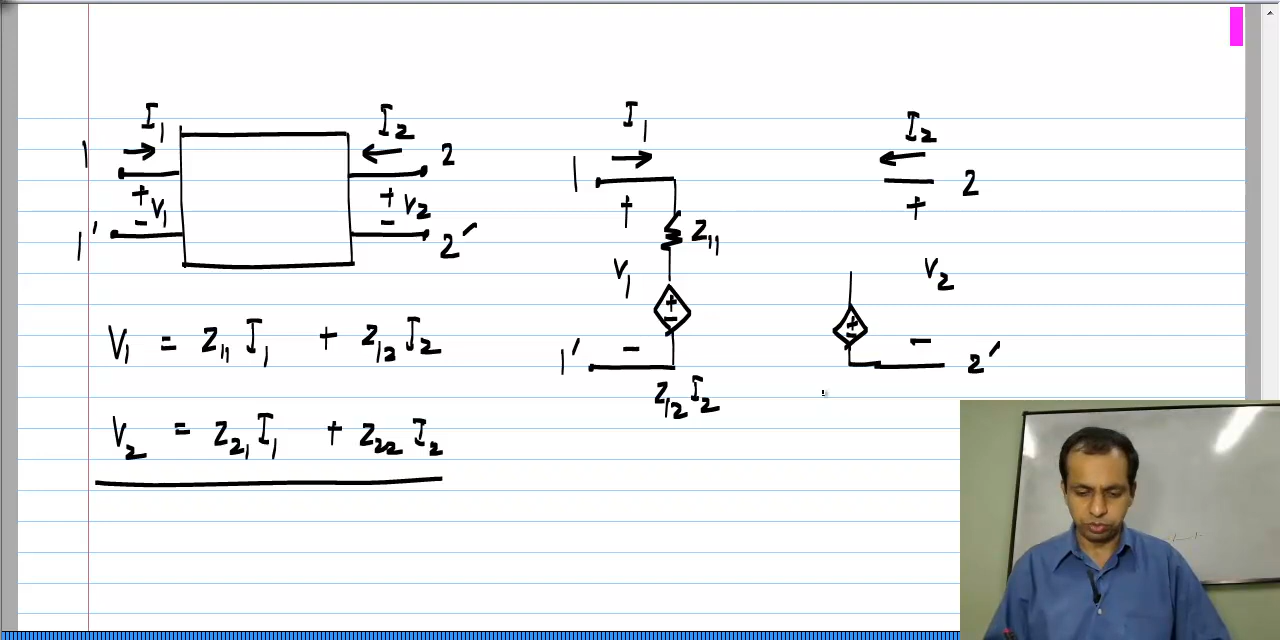 I₁ I₂
1 2
+ V₁ - + V₂ -
1′ 2′
V₁ = Z₁₁ I₁ + Z₁₂ I₂
V₂ = Z₂₁ I₁ + Z₂₂ I₂
I₁ I₂
1 2
+ +
Z₁₁
V₁ V₂
+ - + -
- -
1′ 2′
Z₁₂ I₂